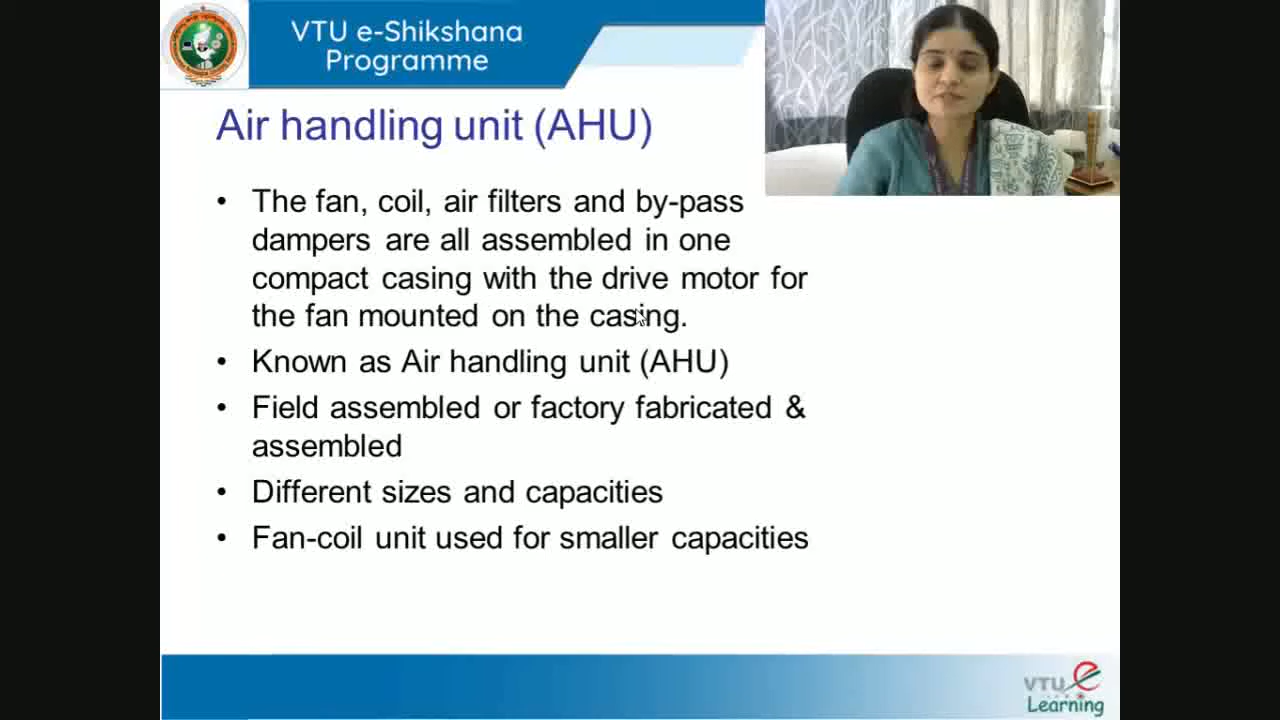 VTU e-Shikshana
Programme
Air handling unit (AHU)
• The fan, coil, air filters and by-pass
dampers are all assembled in one
compact casing with the drive motor for
the fan mounted on the casing.
• Known as Air handling unit (AHU)
• Field assembled or factory fabricated &
assembled
• Different sizes and capacities
• Fan-coil unit used for smaller capacities
VTU e
Learning